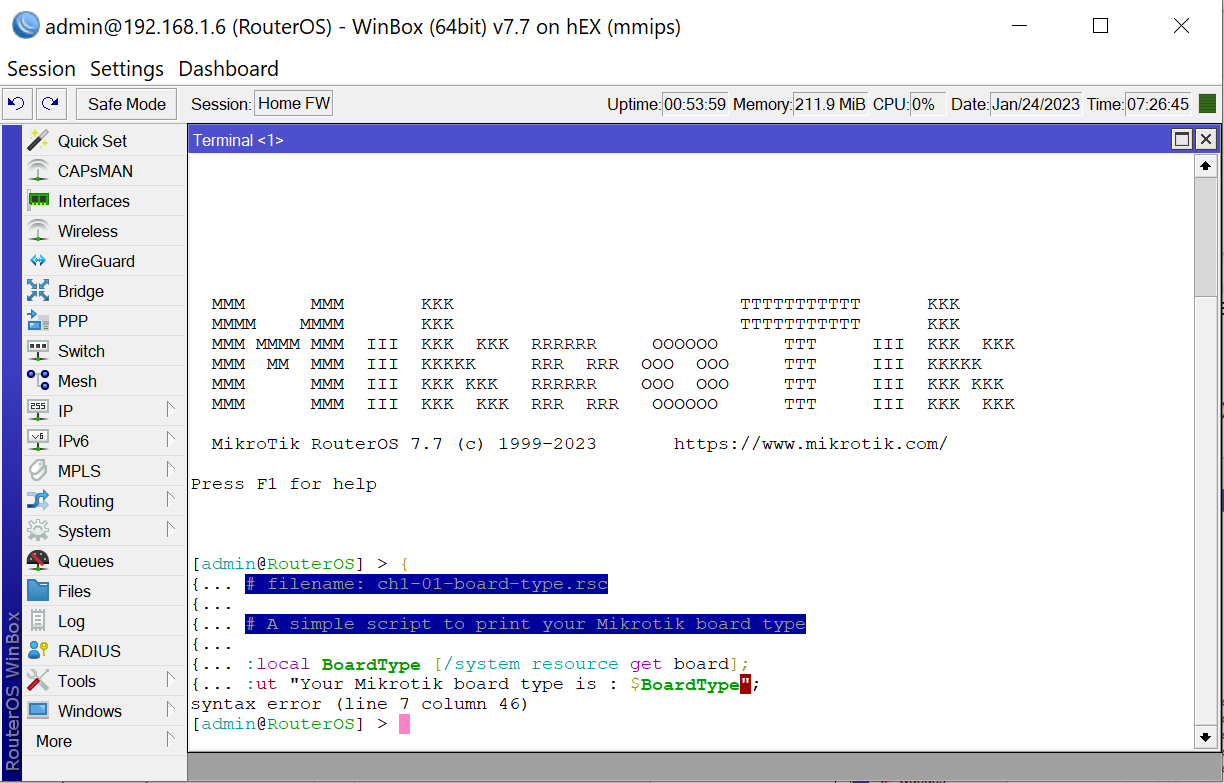 admin@192.168.1.6 (RouterOS) - WinBox (64bit) v7.7 on hEX (mmips)
Session Settings Dashboard
Safe Mode Session: Home FW Uptime: 00:53:59 Memory: 211.9 MiB CPU: 0% Date: Jan/24/2023 Time: 07:26:45
RouterOS WinBox
Quick Set
CAPsMAN
Interfaces
Wireless
WireGuard
Bridge
PPP
Switch
Mesh
IP
IPv6
MPLS
Routing
System
Queues
Files
Log
RADIUS
Tools
Windows
More
Terminal <1>
  MMM      MMM       KKK                          TTTTTTTTTTT      KKK
  MMMM    MMMM       KKK                          TTTTTTTTTTT      KKK
  MMM MMMM MMM  III  KKK  KKK  RRRRRR     OOOOOO      TTT     III  KKK  KKK
  MMM  MM  MMM  III  KKKKK     RRR  RRR  OOO  OOO     TTT     III  KKKKK
  MMM      MMM  III  KKK KKK   RRRRRR    OOO  OOO     TTT     III  KKK KKK
  MMM      MMM  III  KKK  KKK  RRR  RRR   OOOOOO      TTT     III  KKK  KKK
  MikroTik RouterOS 7.7 (c) 1999-2023       https://www.mikrotik.com/
Press F1 for help
[admin@RouterOS] > {
{... # filename: ch1-01-board-type.rsc
{...
{... # A simple script to print your Mikrotik board type
{...
{... :local BoardType [/system resource get board];
{... :ut "Your Mikrotik board type is : $BoardType";
syntax error (line 7 column 46)
[admin@RouterOS] >